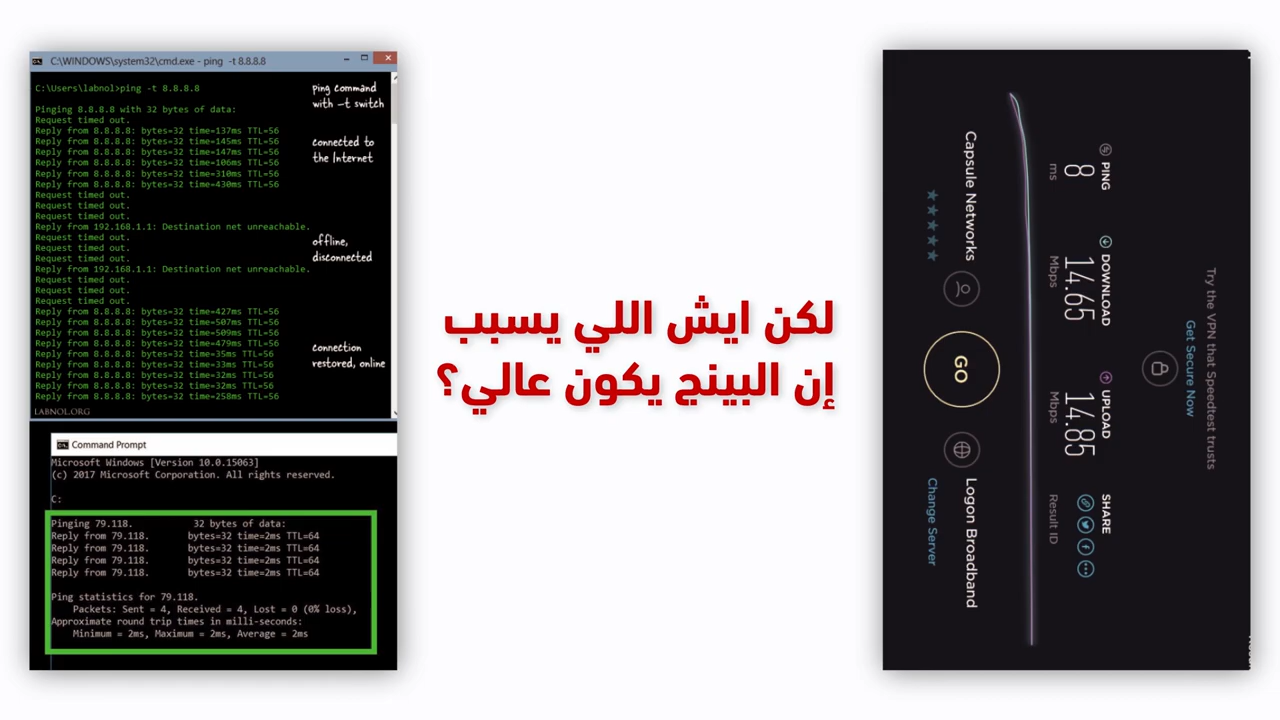 C:\WINDOWS\system32\cmd.exe - ping -t 8.8.8.8
C:\Users\labnol>ping -t 8.8.8.8
ping command
with -t switch
Pinging 8.8.8.8 with 32 bytes of data:
Request timed out.
Reply from 8.8.8.8: bytes=32 time=137ms TTL=56
Reply from 8.8.8.8: bytes=32 time=145ms TTL=56
Reply from 8.8.8.8: bytes=32 time=147ms TTL=56
Reply from 8.8.8.8: bytes=32 time=106ms TTL=56
Reply from 8.8.8.8: bytes=32 time=310ms TTL=56
Reply from 8.8.8.8: bytes=32 time=430ms TTL=56
connected to
the Internet
Request timed out.
Request timed out.
Request timed out.
Reply from 192.168.1.1: Destination net unreachable.
Request timed out.
Request timed out.
Request timed out.
Reply from 192.168.1.1: Destination net unreachable.
Request timed out.
Request timed out.
Request timed out.
offline,
disconnected
Reply from 8.8.8.8: bytes=32 time=427ms TTL=56
Reply from 8.8.8.8: bytes=32 time=507ms TTL=56
Reply from 8.8.8.8: bytes=32 time=509ms TTL=56
Reply from 8.8.8.8: bytes=32 time=479ms TTL=56
Reply from 8.8.8.8: bytes=32 time=35ms TTL=56
Reply from 8.8.8.8: bytes=32 time=33ms TTL=56
Reply from 8.8.8.8: bytes=32 time=32ms TTL=56
Reply from 8.8.8.8: bytes=32 time=32ms TTL=56
Reply from 8.8.8.8: bytes=32 time=258ms TTL=56
connection
restored, online
LABNOL.ORG
Command Prompt
Microsoft Windows [Version 10.0.15063]
(c) 2017 Microsoft Corporation. All rights reserved.
C:
Pinging 79.118. 32 bytes of data:
Reply from 79.118. bytes=32 time=2ms TTL=64
Reply from 79.118. bytes=32 time=2ms TTL=64
Reply from 79.118. bytes=32 time=2ms TTL=64
Reply from 79.118. bytes=32 time=2ms TTL=64
Ping statistics for 79.118.
Packets: Sent = 4, Received = 4, Lost = 0 (0% loss),
Approximate round trip times in milli-seconds:
Minimum = 2ms, Maximum = 2ms, Average = 2ms
لكن ايش اللي يسبب
إن البينج يكون عالي؟
Try the VPN that Speedtest trusts
Get Secure Now
PING
8
ms
DOWNLOAD
14.65
Mbps
UPLOAD
14.85
Mbps
SHARE
Result ID
Capsule Networks
GO
Logon Broadband
Change Server